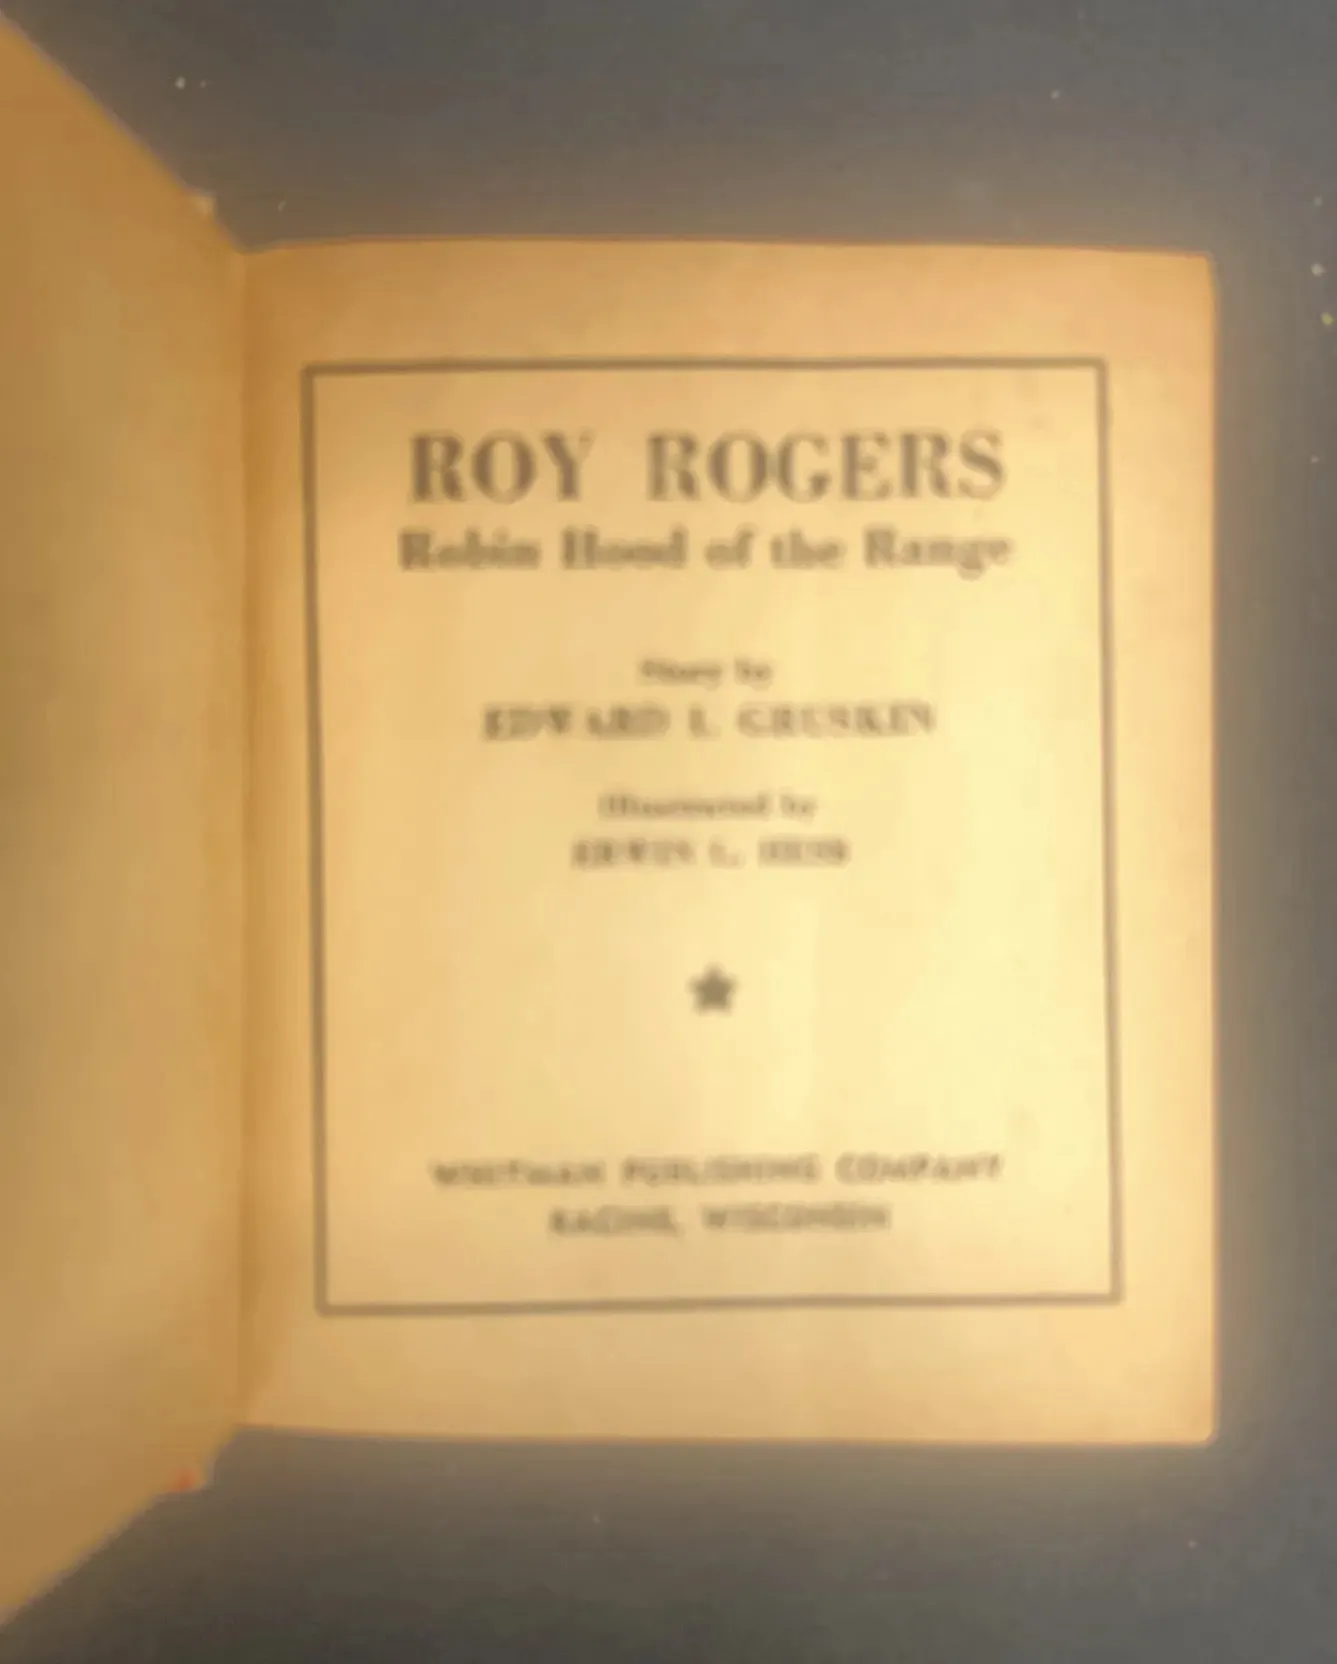 ROY ROGERS
Robin Hood of the Range
Story by
EDWARD I. GRUSKIN
Illustrated by
ERWIN L. HESS
WHITMAN PUBLISHING COMPANY
RACINE, WISCONSIN